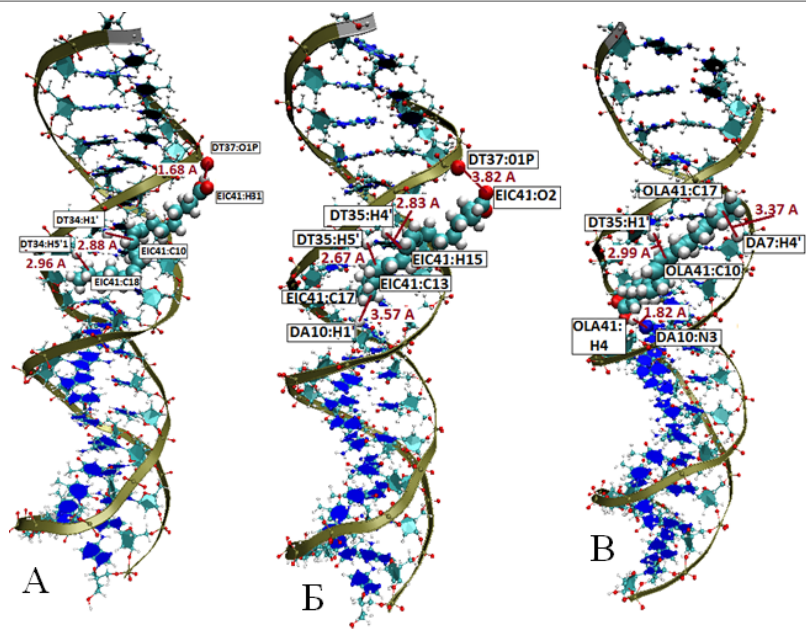 DT37:O1P
1.68 A
EIC41:H31
DT34:H1'
DT34:H5'1
2.88 A
EIC41:C10
2.96 A
EIC41:C18
А
DT37:01P
3.82 A
EIC41:O2
2.83 A
DT35:H4'
DT35:H5'
2.67 A
EIC41:H15
EIC41:C13
EIC41:C17
3.57 A
DA10:H1'
Б
OLA41:C17
3.37 A
DT35:H1'
DA7:H4'
2.99 A
OLA41:C10
1.82 A
OLA41:
H4
DA10:N3
В